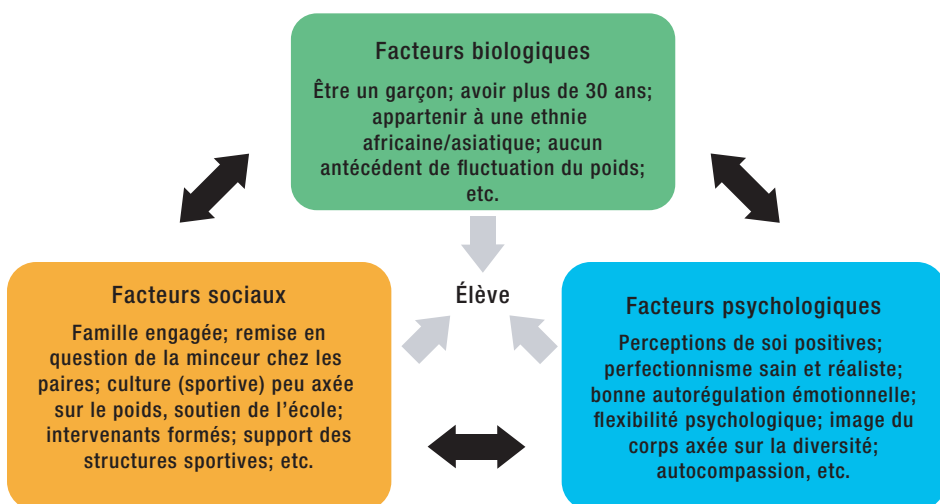 Facteurs biologiques
Être un garçon; avoir plus de 30 ans;
appartenir à une ethnie
africaine/asiatique; aucun
antécédent de fluctuation du poids;
etc.
Élève
Facteurs sociaux
Famille engagée; remise en
question de la minceur chez les
paires; culture (sportive) peu axée
sur le poids, soutien de l'école;
intervenants formés; support des
structures sportives; etc.
Facteurs psychologiques
Perceptions de soi positives;
perfectionnisme sain et réaliste;
bonne autorégulation émotionnelle;
flexibilité psychologique; image du
corps axée sur la diversité;
autocompassion, etc.